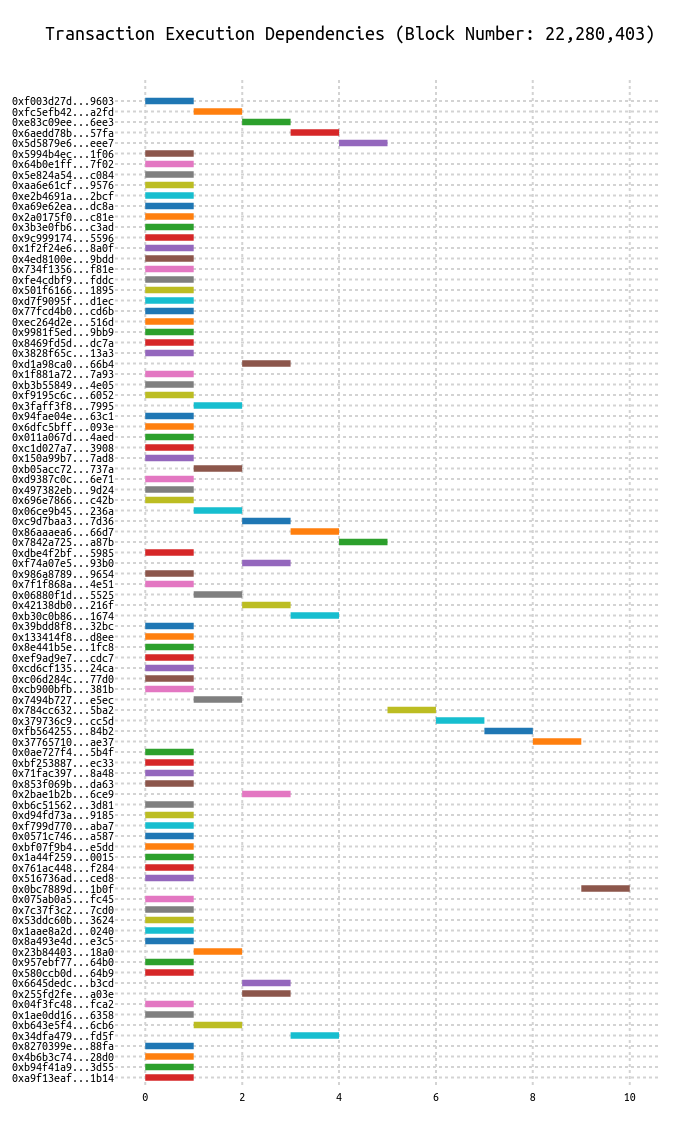 Transaction Execution Dependencies (Block Number: 22,280,403)
0xf003d27d...9603
0xfc5efb42...a2fd
0xe83c09ee...6ee3
0x6aedd78b...57fa
0x5d5879e6...eee7
0x5994b4ec...1f06
0x64b0e1ff...7f02
0x5e824a54...c084
0xaa6e61cf...9576
0xe2b4691a...2bcf
0xa69e62ea...dc8a
0x2a0175f0...c81e
0x3b3e0fb6...c3ad
0x9c999174...5596
0x1f2f24e6...8a0f
0x4ed8100e...9bdd
0x734f1356...f81e
0xfe4cdbf9...fddc
0x501f6166...1895
0xd7f9095f...d1ec
0x77fcd4b0...cd6b
0xec264d2e...516d
0x9981f5ed...9bb9
0x8469fd5d...dc7a
0x3828f65c...13a3
0xd1a98ca0...66b4
0x1f881a72...7a93
0xb3b55849...4e05
0xf9195c6c...6052
0x3faff3f8...7995
0x94fae04e...63c1
0x6dfc5bff...093e
0x011a067d...4aed
0xc1d027a7...3908
0x150a99b7...7ad8
0xb05acc72...737a
0xd9387c0c...6e71
0x497382eb...9d24
0x696e7866...c42b
0x06ce9b45...236a
0xc9d7baa3...7d36
0x86aaaea6...66d7
0x7842a725...a87b
0xdbe4f2bf...5985
0xf74a07e5...93b0
0x986a8789...9654
0x7f1f868a...4e51
0x06880f1d...5525
0x42138db0...216f
0xb30c0b86...1674
0x39bdd8f8...32bc
0x133414f8...d8ee
0x8e441b5e...1fc8
0xef9ad9e7...cdc7
0xcd6cf135...24ca
0xc06d284c...77d0
0xcb900bfb...381b
0x7494b727...e5ec
0x784cc632...5ba2
0x379736c9...cc5d
0xfb564255...84b2
0x37765710...ae37
0x0ae727f4...5b4f
0xbf253887...ec33
0x71fac397...8a48
0x853f069b...da63
0x2bae1b2b...6ce9
0xb6c51562...3d81
0xd94fd73a...9185
0xf799d770...aba7
0x0571c746...a587
0xbf07f9b4...e5dd
0x1a44f259...0015
0x761ac448...f284
0x516736ad...ced8
0x0bc7889d...1b0f
0x075ab0a5...fc45
0x7c37f3c2...7cd0
0x53ddc60b...3624
0x1aae8a2d...0240
0x8a493e4d...e3c5
0x23b84403...18a0
0x957ebf77...64b0
0x580ccb0d...64b9
0x6645dedc...b3cd
0x255fd2fe...a03e
0x04f3fc48...fca2
0x1ae0dd16...6358
0xb643e5f4...6cb6
0x34dfa479...fd5f
0x8270399e...88fa
0x4b6b3c74...28d0
0xb94f41a9...3d55
0xa9f13eaf...1b14
0 2 4 6 8 10